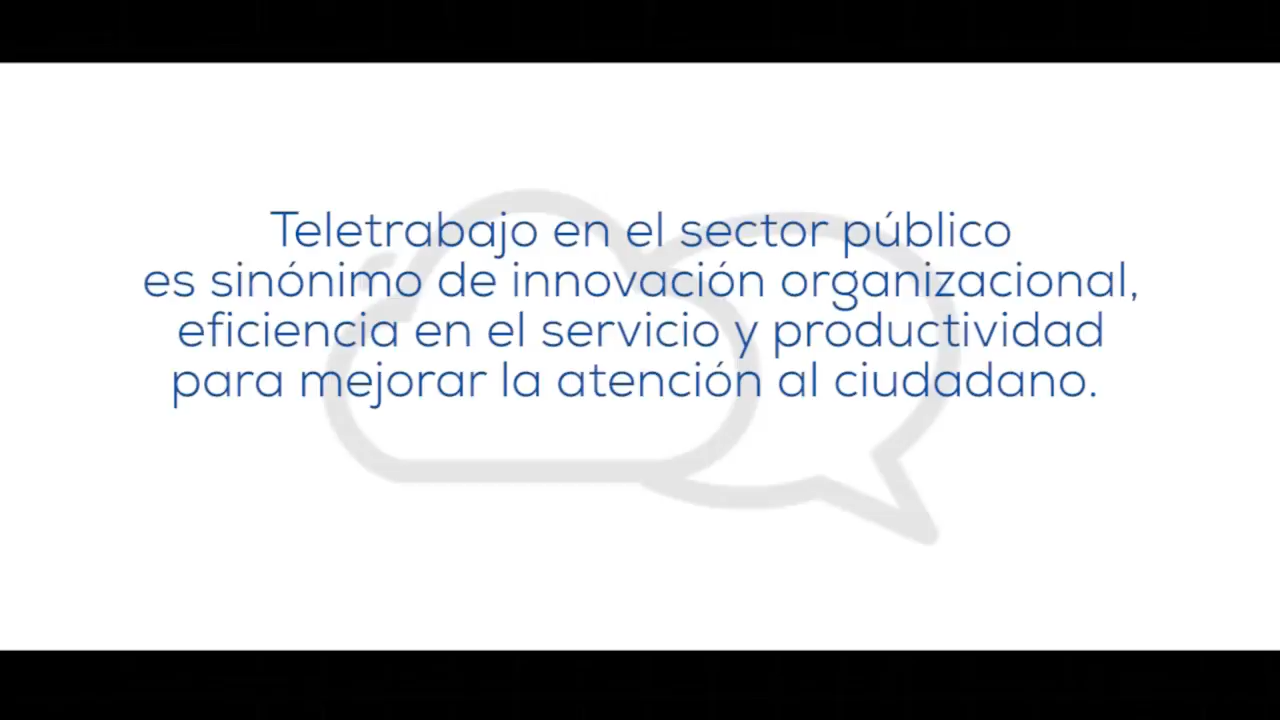 Teletrabajo en el sector público
es sinónimo de innovación organizacional,
eficiencia en el servicio y productividad
para mejorar la atención al ciudadano.